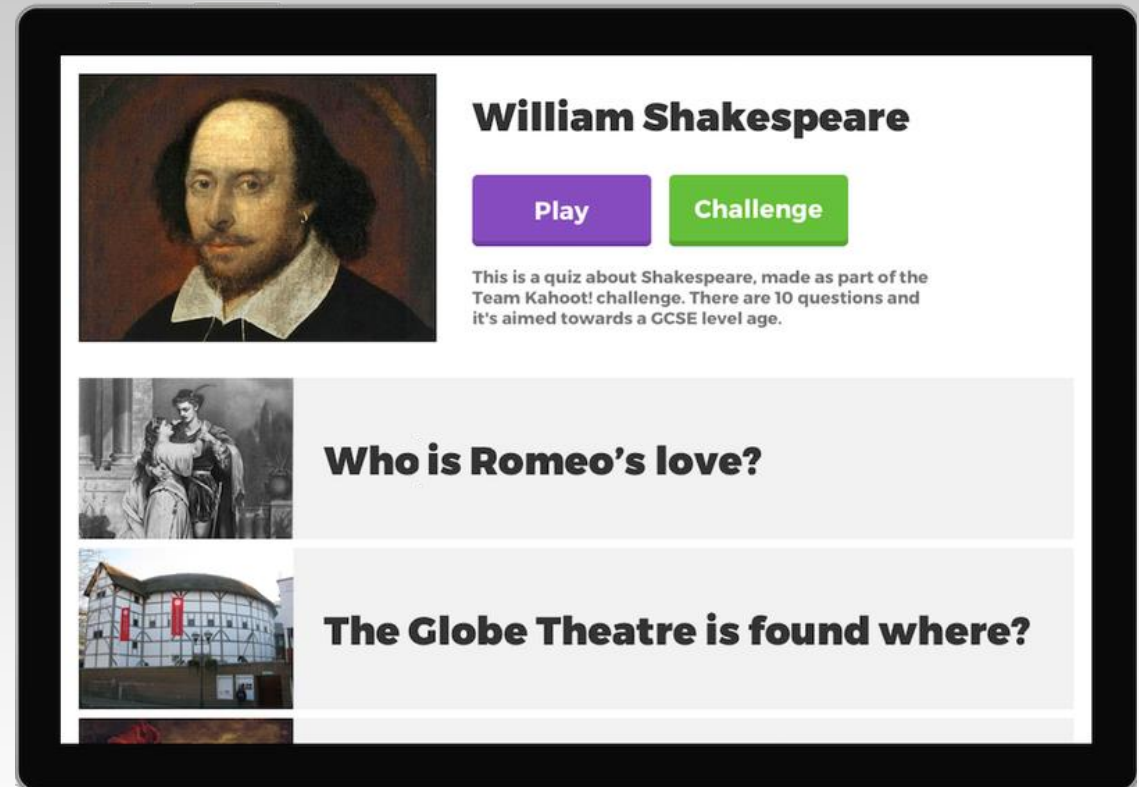 William Shakespeare
Play
Challenge
This is a quiz about Shakespeare, made as part of the
Team Kahoot! challenge. There are 10 questions and
it's aimed towards a GCSE level age.
Who is Romeo’s love?
The Globe Theatre is found where?